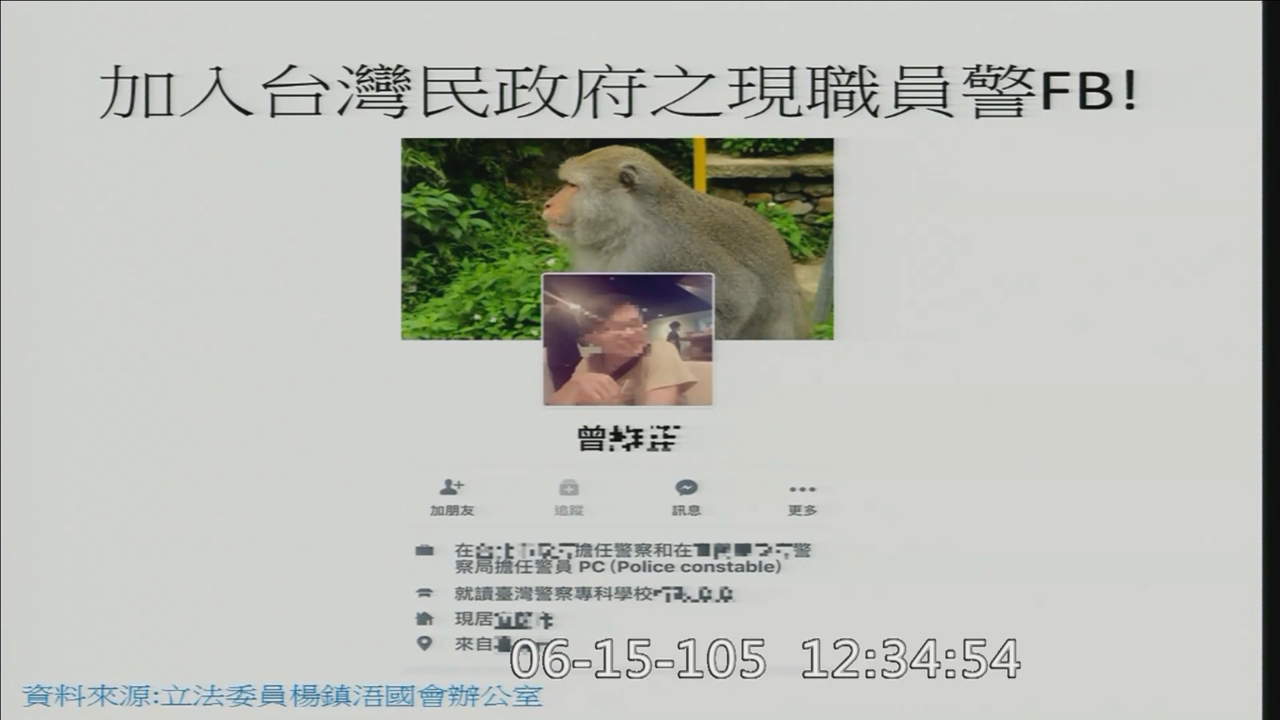 加入台灣民政府之現職員警FB!
曾
加朋友 追蹤 訊息 更多
在 擔任警察和在 警
察局擔任警員 PC (Police constable)
就讀臺灣警察專科學校
現居
來自
06-15-105 12:34:54
資料來源:立法委員楊鎮浯國會辦公室